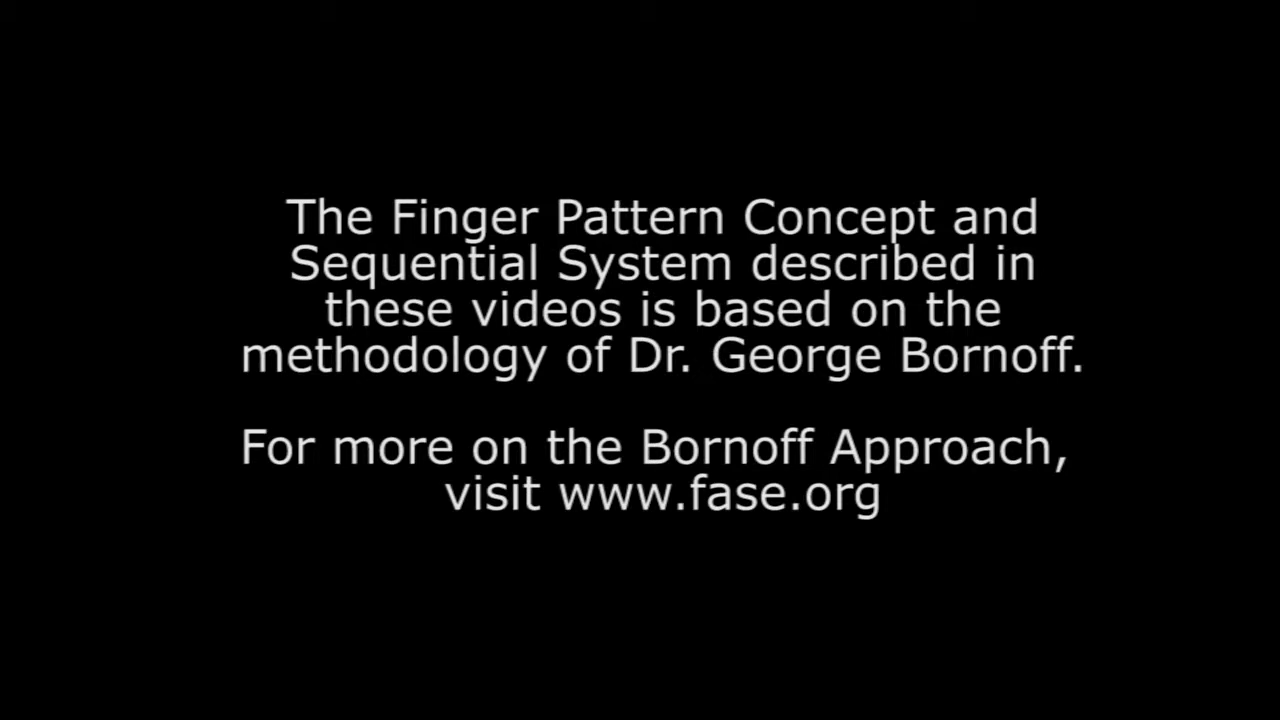 The Finger Pattern Concept and
Sequential System described in
these videos is based on the
methodology of Dr. George Bornoff.
For more on the Bornoff Approach,
visit www.fase.org